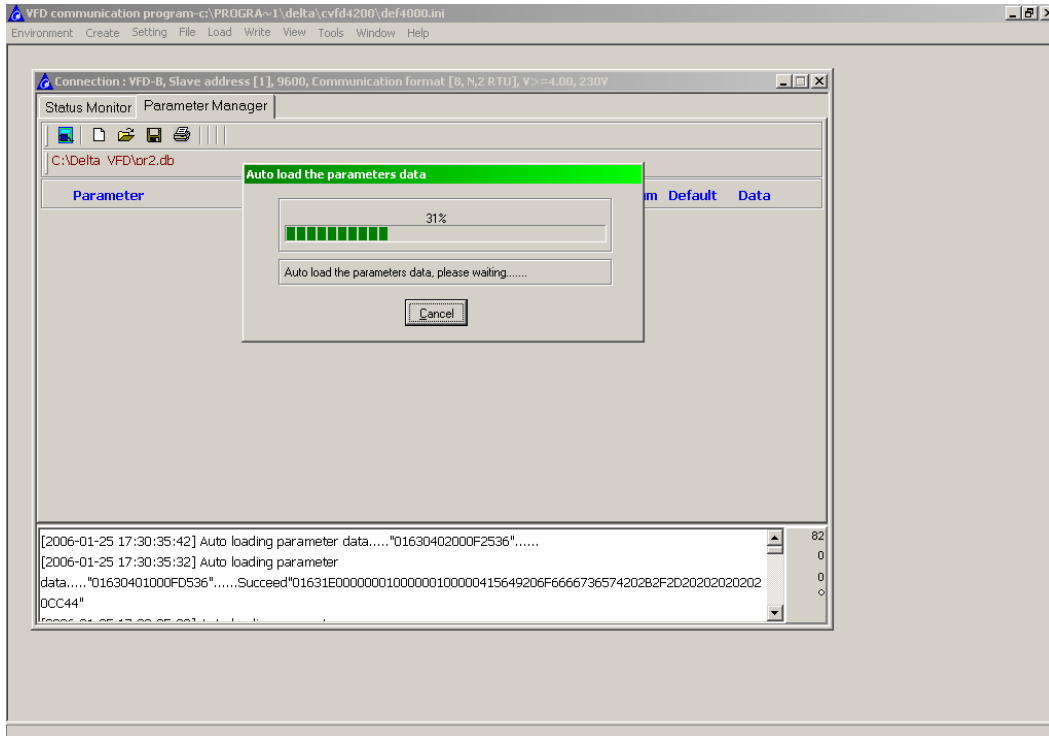 VFD communication program-c:\PROGRA~1\delta\cvfd4200\def4000.ini
Environment Create Setting File Load Write View Tools Window Help
Connection : VFD-B, Slave address [1], 9600, Communication format [8, N,2 RTU], V>=4.00, 230V
Status Monitor Parameter Manager
C:\Delta VFD\pr2.db
Auto load the parameters data
Parameter um Default Data
31%
Auto load the parameters data, please waiting.......
Cancel
[2006-01-25 17:30:35:42] Auto loading parameter data....."01630402000F2536"......
82
[2006-01-25 17:30:35:32] Auto loading parameter
0
data....."01630401000FD536"......Succeed"01631E00000001000000100000415649206F6666736574202B2F2D20202020202
0
0CC44"